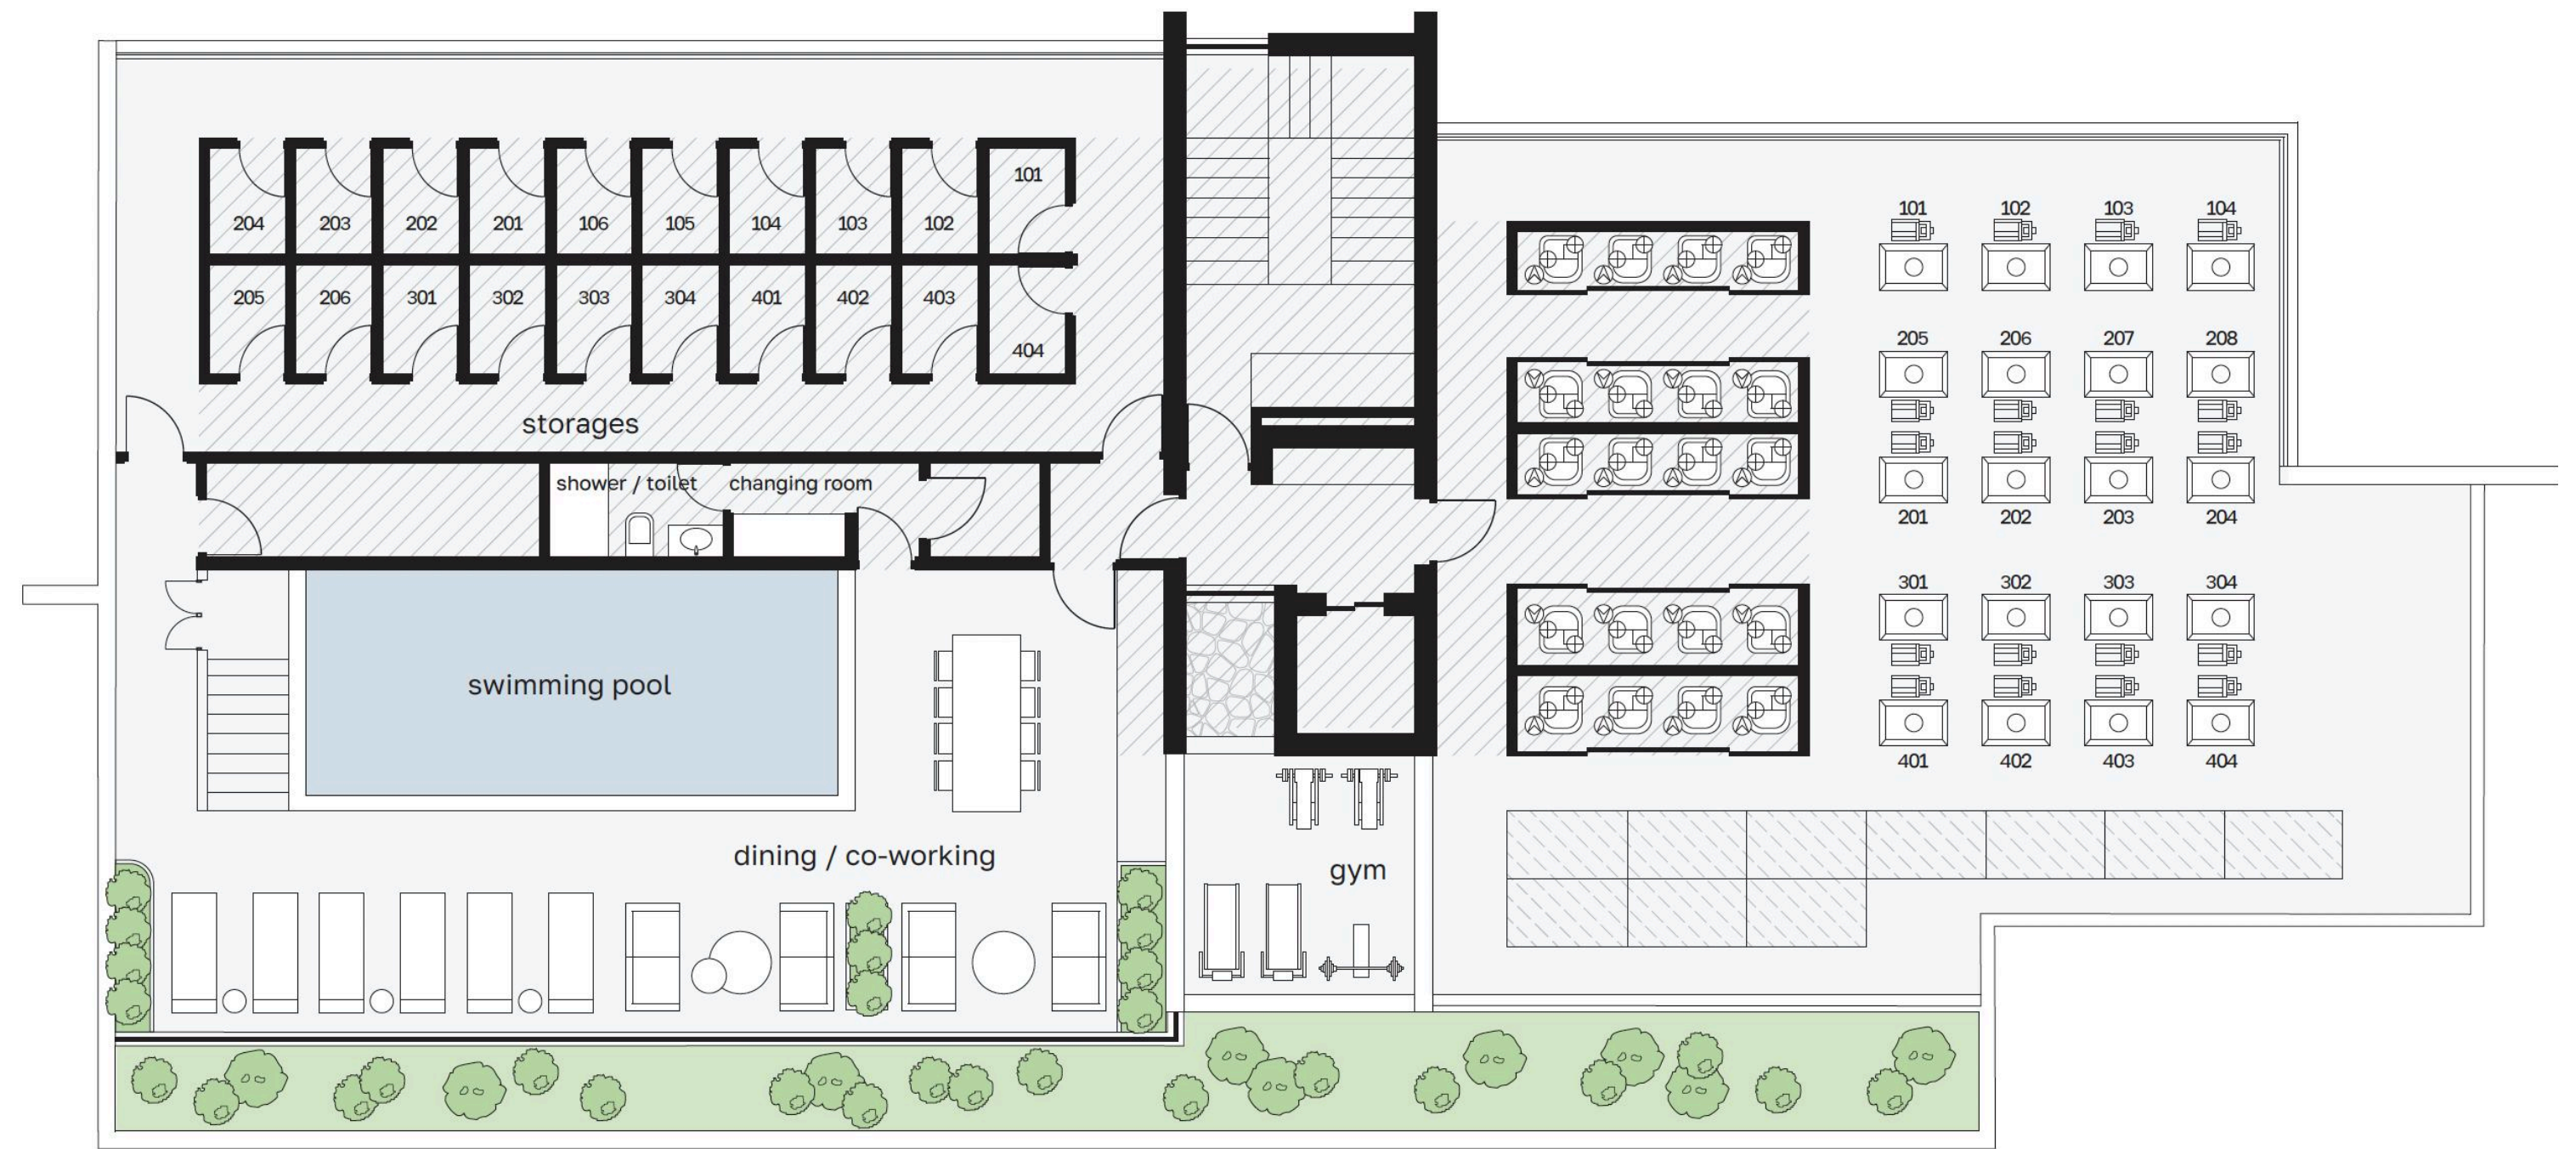 101
204 203 202 201 106 105 104 103 102
205 206 301 302 303 304 401 402 403
404
storages
shower / toilet changing room
swimming pool
dining / co-working
gym
101 102 103 104
205 206 207 208
201 202 203 204
301 302 303 304
401 402 403 404